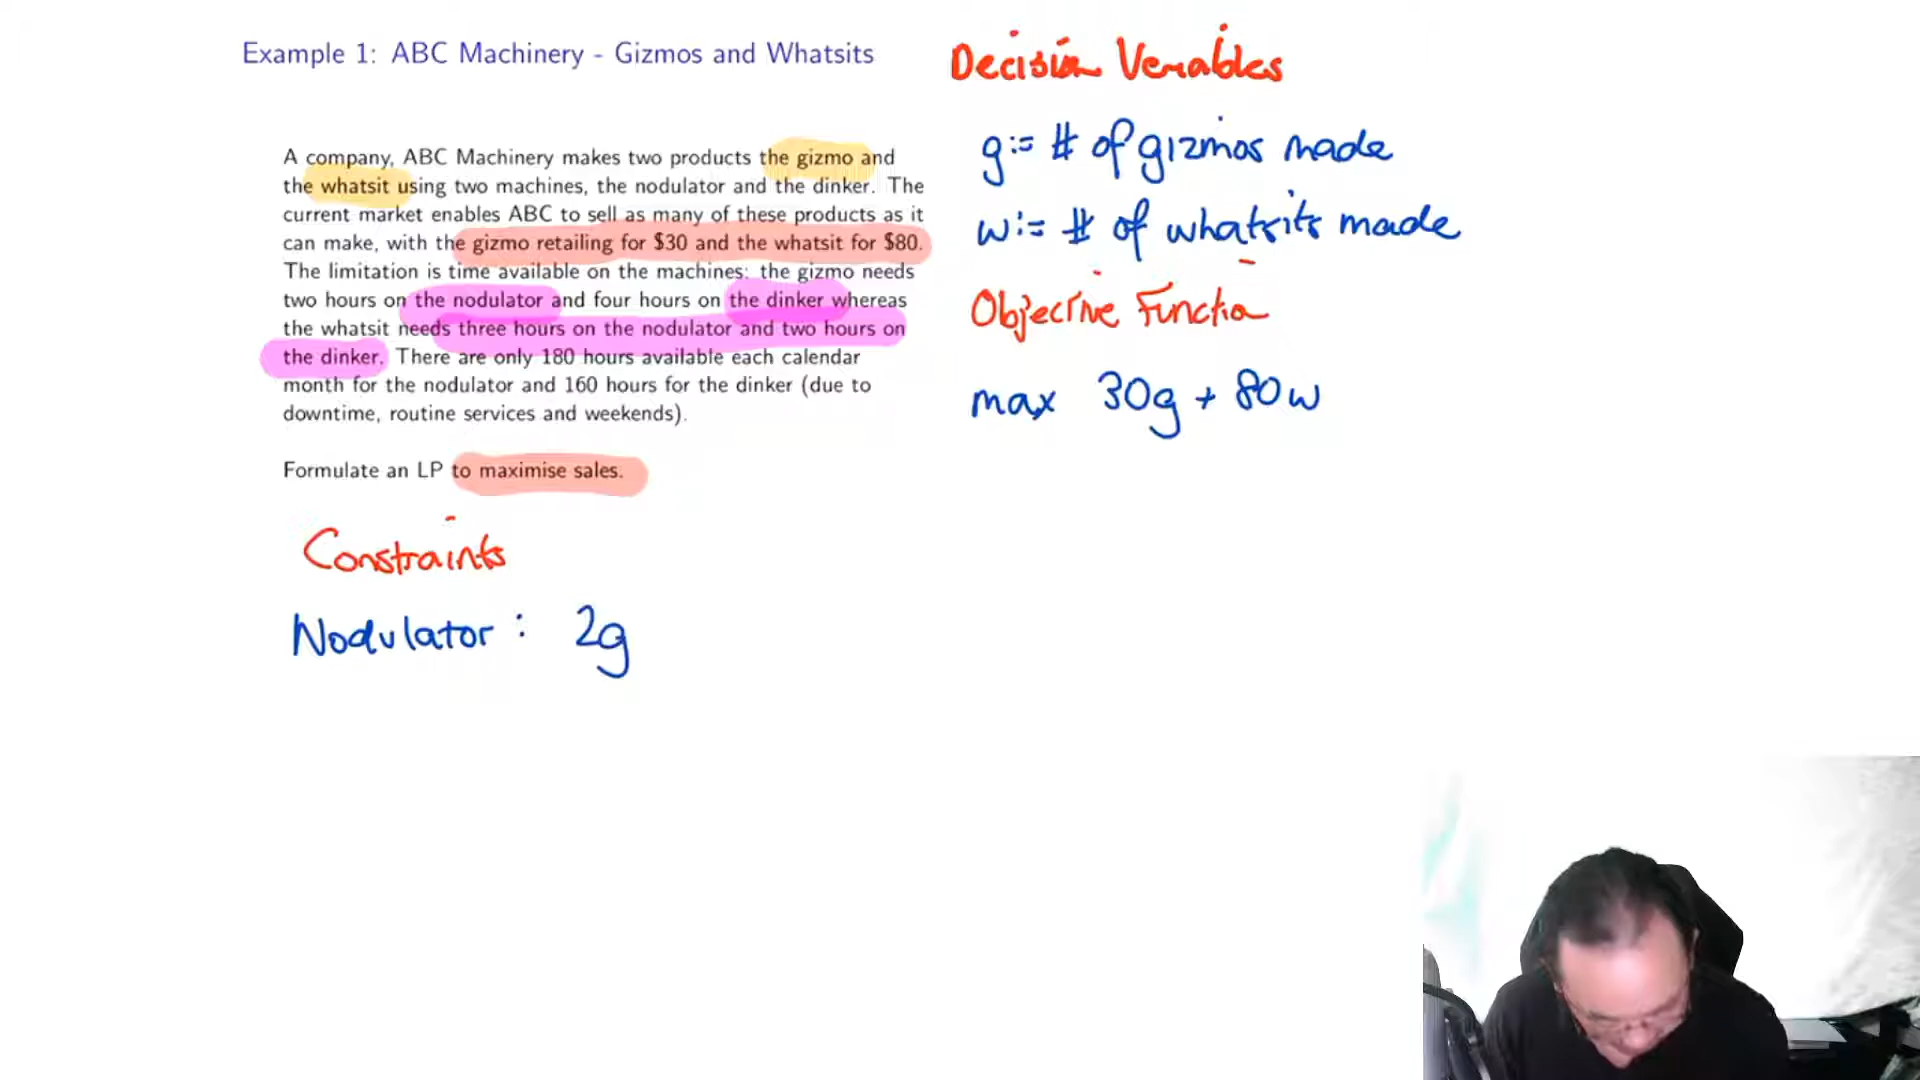 Example 1: ABC Machinery - Gizmos and Whatsits
A company, ABC Machinery makes two products the gizmo and
the whatsit using two machines, the nodulator and the dinker. The
current market enables ABC to sell as many of these products as it
can make, with the gizmo retailing for $30 and the whatsit for $80.
The limitation is time available on the machines: the gizmo needs
two hours on the nodulator and four hours on the dinker whereas
the whatsit needs three hours on the nodulator and two hours on
the dinker. There are only 180 hours available each calendar
month for the nodulator and 160 hours for the dinker (due to
downtime, routine services and weekends).
Formulate an LP to maximise sales.
Constraints
Nodulator: 2g
Decision Variables
g := # of gizmos made
w := # of whatsits made
Objective Function
max 30g + 80w